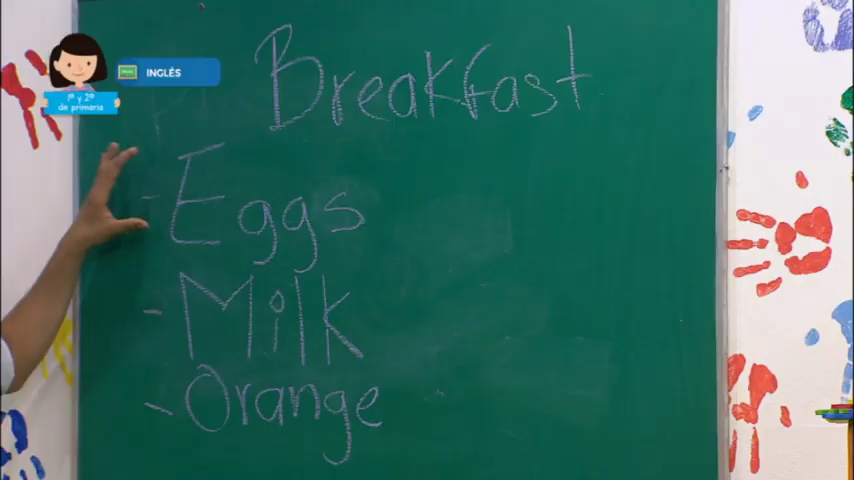 INGLÉS
1º y 2º
de primaria
Breakfast
- Eggs
- Milk
- Orange